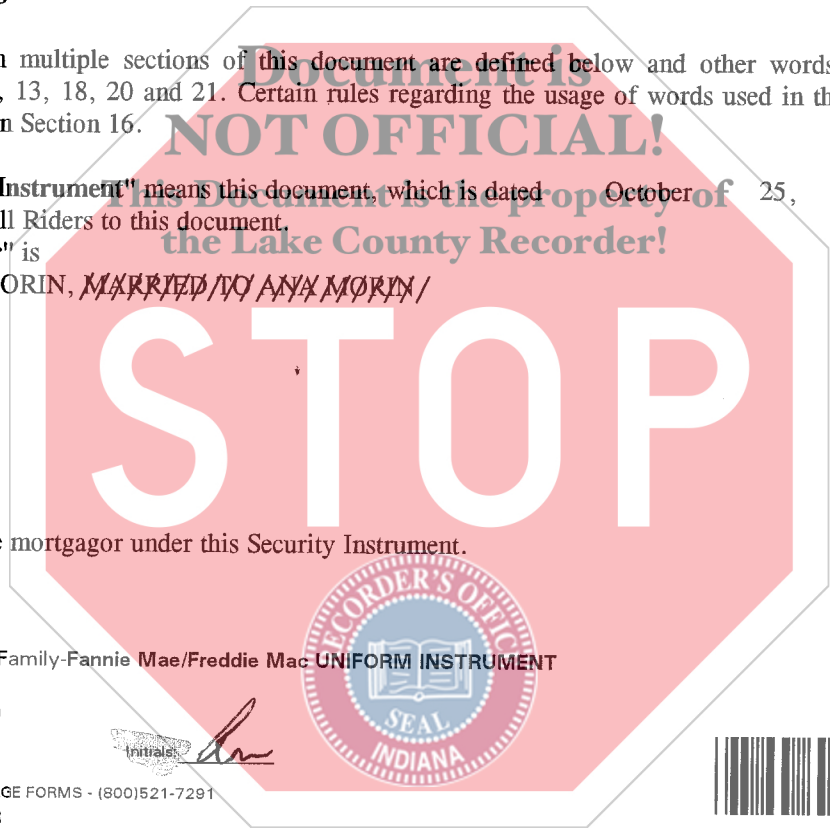 multiple sections of this document are defined below and other words
, 13, 18, 20 and 21. Certain rules regarding the usage of words used in th
n Section 16.
Document is
NOT OFFICIAL!
This Document is the property of
the Lake County Recorder!
Instrument" means this document, which is dated October 25,
ll Riders to this document.
" is
ORIN, MARRIED TO ANA MORIN
STOP
mortgagor under this Security Instrument.
Family-Fannie Mae/Freddie Mac UNIFORM INSTRUMENT
RECORDER'S OFFICE
SEAL
INDIANA
Initials:
GE FORMS - (800)521-7291